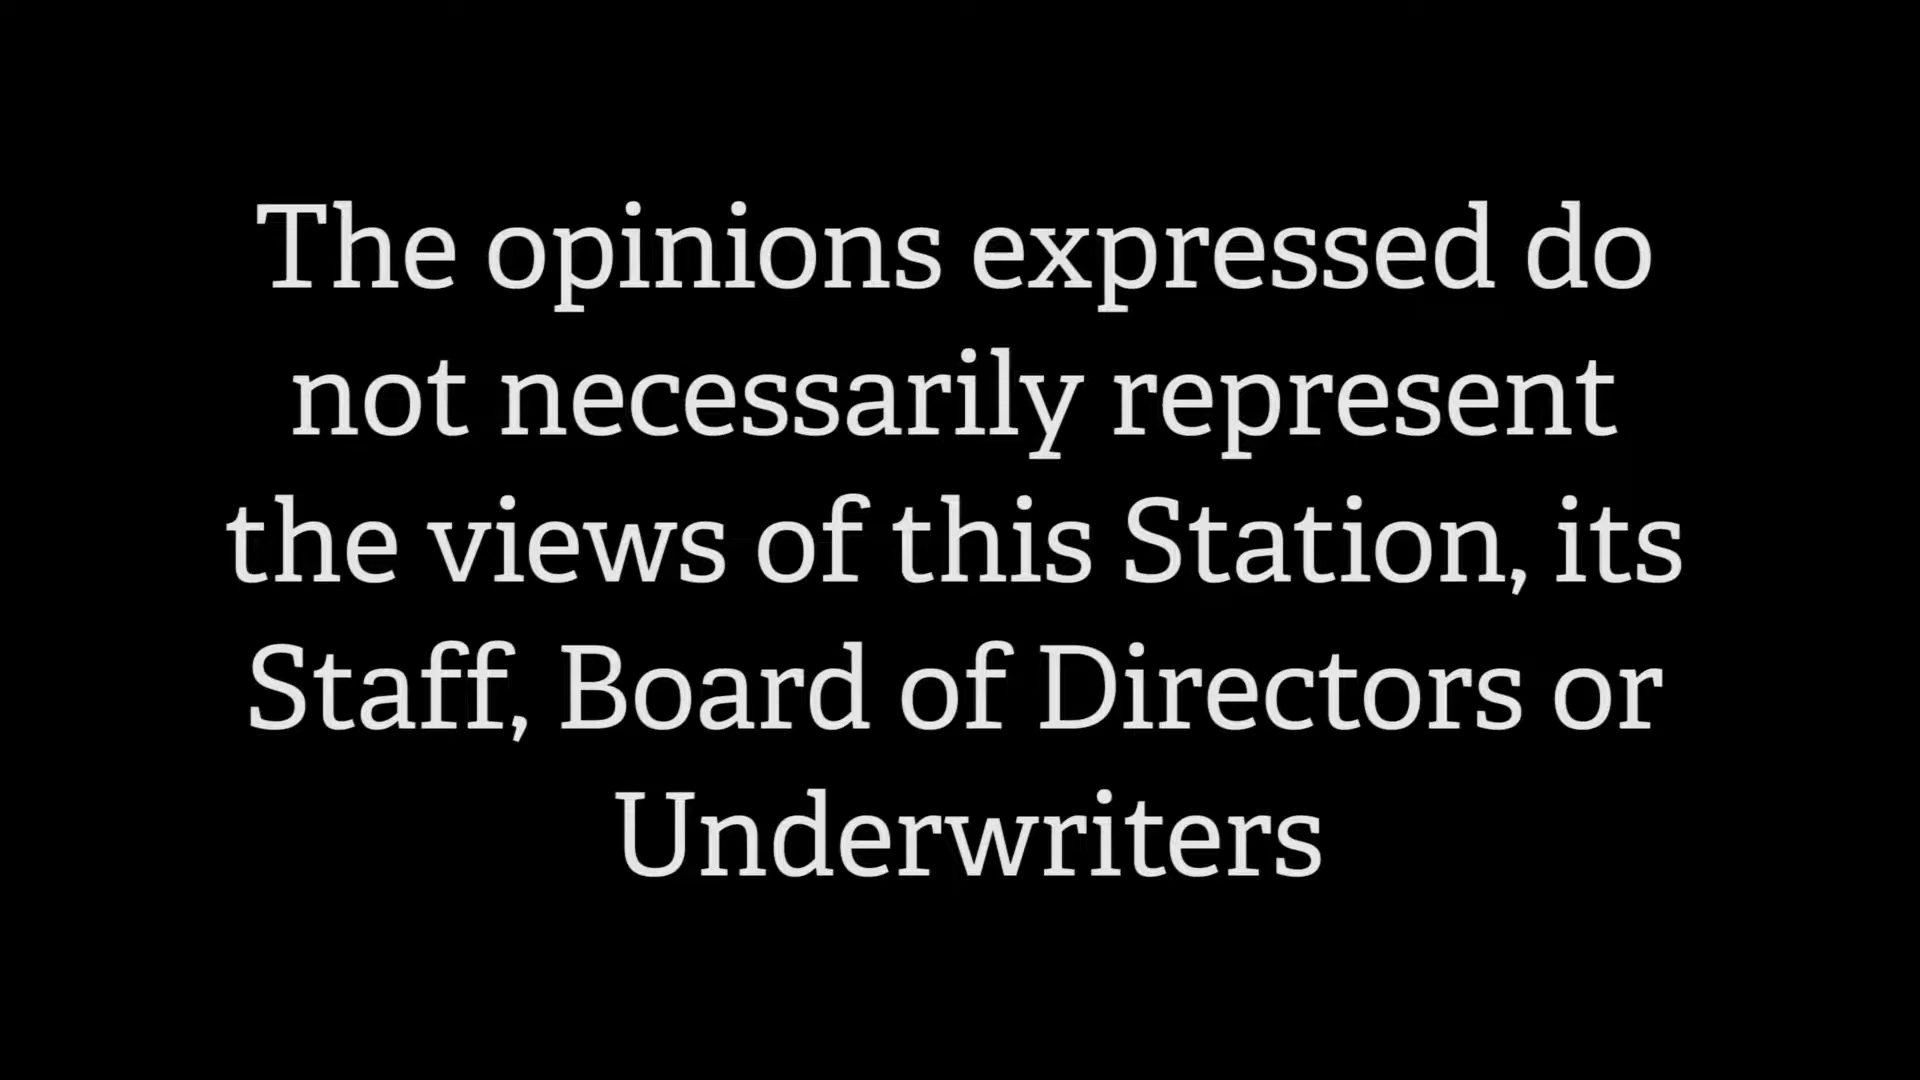 The opinions expressed do
not necessarily represent
the views of this Station, its
Staff, Board of Directors or
Underwriters